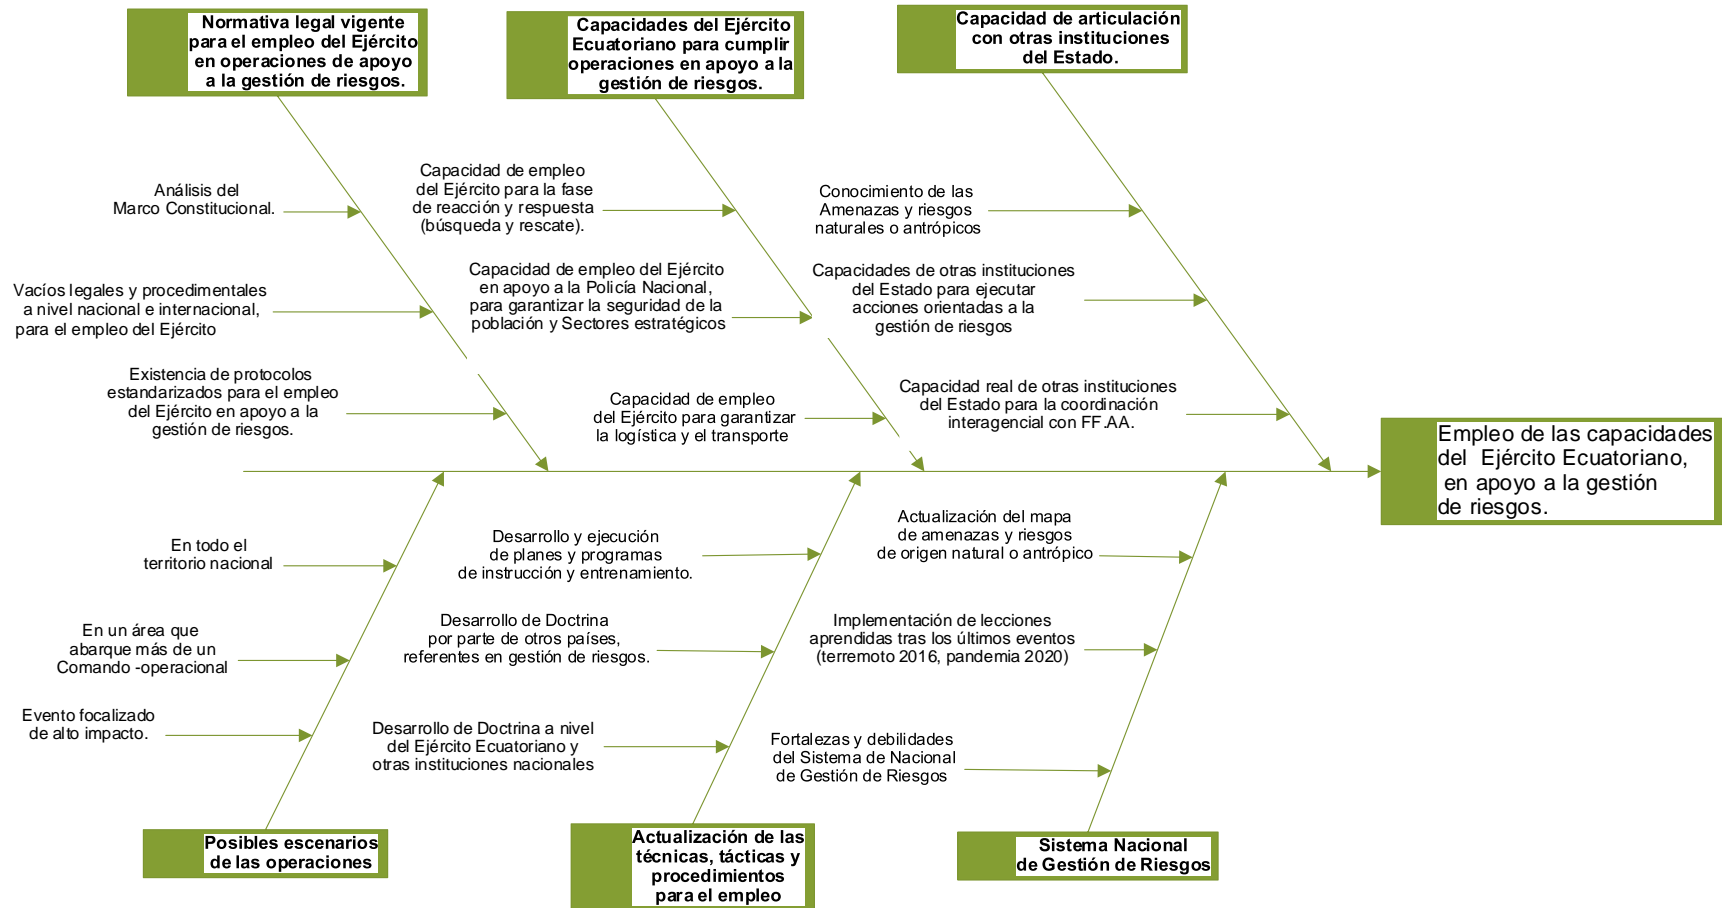 Normativa legal vigente
para el empleo del Ejército
en operaciones de apoyo
a la gestión de riesgos.
Capacidades del Ejército
Ecuatoriano para cumplir
operaciones en apoyo a la
gestión de riesgos.
Capacidad de articulación
con otras instituciones
del Estado.
Análisis del
Marco Constitucional.
Vacíos legales y procedimentales
a nivel nacional e internacional,
para el empleo del Ejército
Existencia de protocolos
estandarizados para el empleo
del Ejército en apoyo a la
gestión de riesgos.
Capacidad de empleo
del Ejército para la fase
de reacción y respuesta
(búsqueda y rescate).
Capacidad de empleo del Ejército
en apoyo a la Policía Nacional,
para garantizar la seguridad de la
población y Sectores estratégicos
Capacidad de empleo
del Ejército para garantizar
la logística y el transporte
Conocimiento de las
Amenazas y riesgos
naturales o antrópicos
Capacidades de otras instituciones
del Estado para ejecutar
acciones orientadas a la
gestión de riesgos
Capacidad real de otras instituciones
del Estado para la coordinación
interagencial con FF.AA.
Empleo de las capacidades
del Ejército Ecuatoriano,
en apoyo a la gestión
de riesgos.
En todo el
territorio nacional
En un área que
abarque más de un
Comando -operacional
Evento focalizado
de alto impacto.
Desarrollo y ejecución
de planes y programas
de instrucción y entrenamiento.
Desarrollo de Doctrina
por parte de otros países,
referentes en gestión de riesgos.
Desarrollo de Doctrina a nivel
del Ejército Ecuatoriano y
otras instituciones nacionales
Actualización del mapa
de amenazas y riesgos
de origen natural o antrópico
Implementación de lecciones
aprendidas tras los últimos eventos
(terremoto 2016, pandemia 2020)
Fortalezas y debilidades
del Sistema de Nacional
de Gestión de Riesgos
Posibles escenarios
de las operaciones
Actualización de las
técnicas, tácticas y
procedimientos
para el empleo
Sistema Nacional
de Gestión de Riesgos